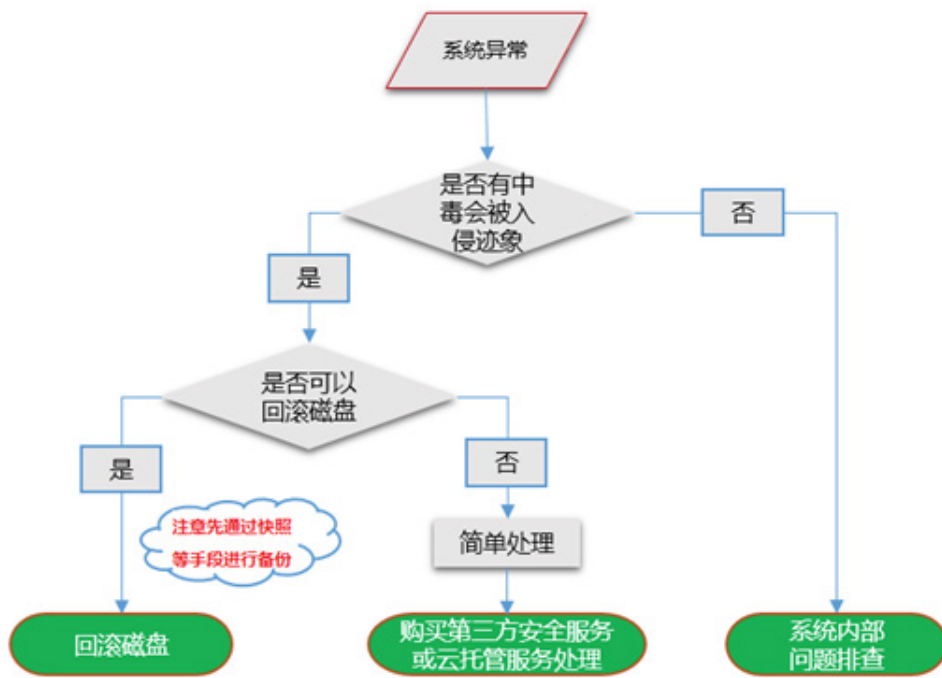 系统异常
是否有中
毒会被入
侵迹象
否
是
是否可以
回滚磁盘
是
否
注意先通过快照
等手段进行备份
简单处理
回滚磁盘
购买第三方安全服务
或云托管服务处理
系统内部
问题排查